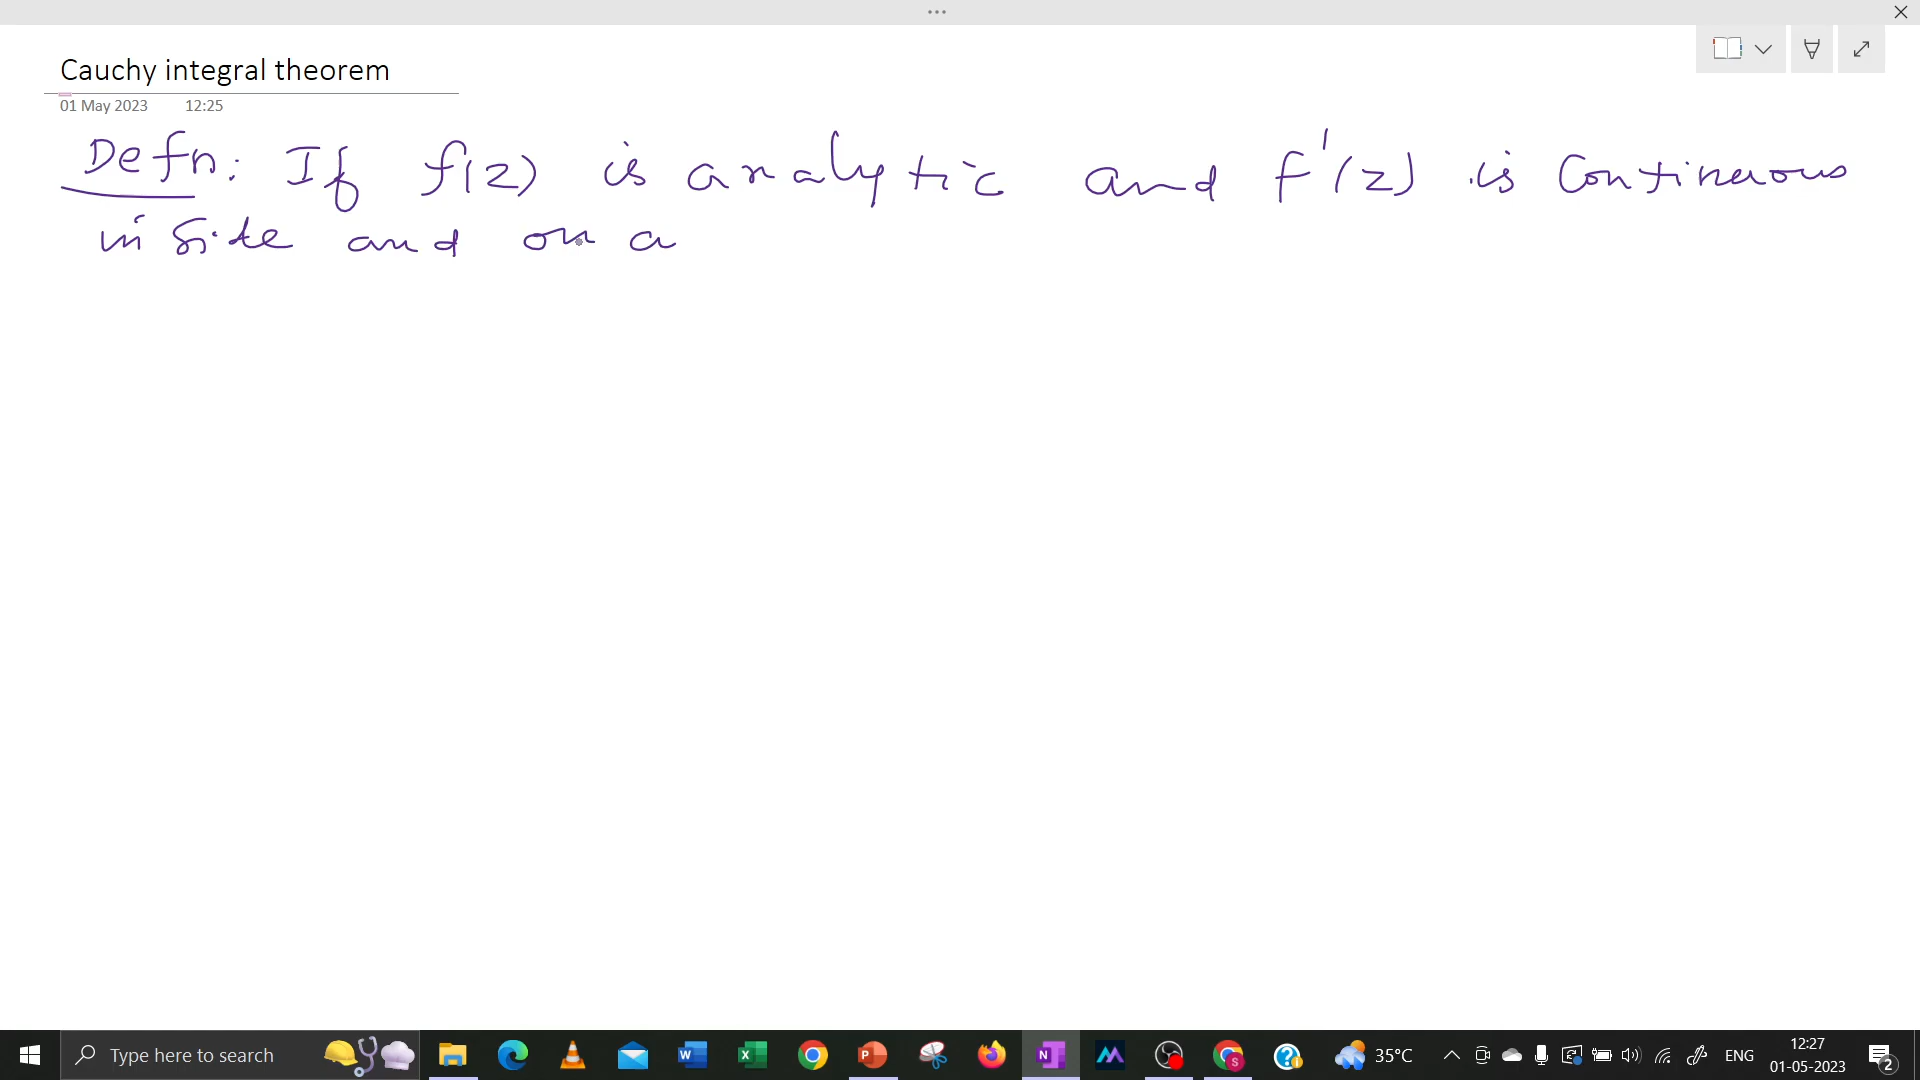 Cauchy integral theorem
01 May 2023 12:25
Defn: If f(z) is analytic and f'(z) is Continuous
inside and on a
Type here to search
35°C
ENG
12:27
01-05-2023
2